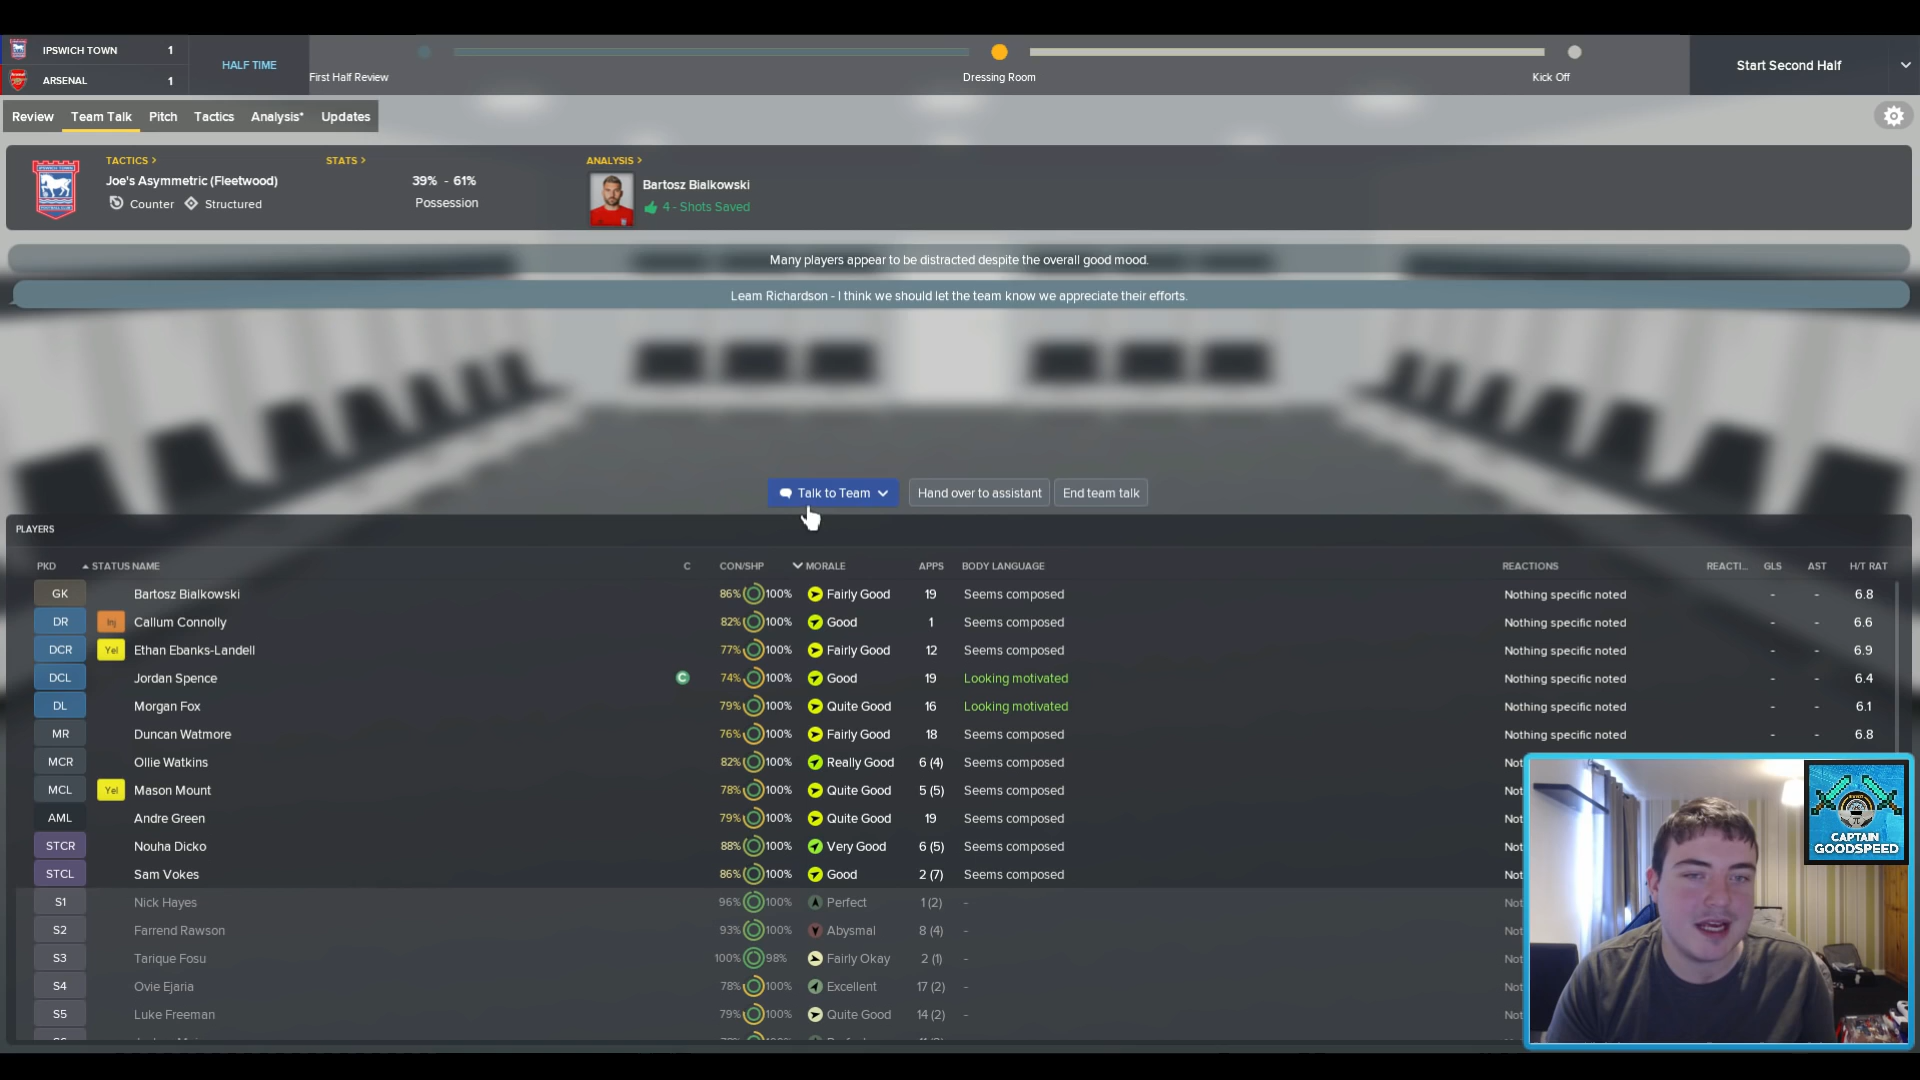 IPSWICH TOWN 1
ARSENAL 1
HALF TIME
First Half Review
Dressing Room
Kick Off
Start Second Half
Review Team Talk Pitch Tactics Analysis* Updates
TACTICS > STATS > ANALYSIS >
Joe's Asymmetric (Fleetwood) 39% - 61% Bartosz Bialkowski
Counter Structured Possession 4 - Shots Saved
Many players appear to be distracted despite the overall good mood.
Leam Richardson - I think we should let the team know we appreciate their efforts.
Talk to Team Hand over to assistant End team talk
PLAYERS
PKD STATUS NAME C CON/SHP MORALE APPS BODY LANGUAGE REACTIONS REACTI... GLS AST H/T RAT
GK Bartosz Bialkowski 86% 100% Fairly Good 19 Seems composed Nothing specific noted - - 6.8
DR Inj Callum Connolly 82% 100% Good 1 Seems composed Nothing specific noted - - 6.6
DCR Yel Ethan Ebanks-Landell 77% 100% Fairly Good 12 Seems composed Nothing specific noted - - 6.9
DCL Jordan Spence C 74% 100% Good 19 Looking motivated Nothing specific noted - - 6.4
DL Morgan Fox 79% 100% Quite Good 16 Looking motivated Nothing specific noted - - 6.1
MR Duncan Watmore 76% 100% Fairly Good 18 Seems composed Nothing specific noted - - 6.8
MCR Ollie Watkins 82% 100% Really Good 6 (4) Seems composed Not
MCL Yel Mason Mount 78% 100% Quite Good 5 (5) Seems composed Not
AML Andre Green 79% 100% Quite Good 19 Seems composed Not
STCR Nouha Dicko 88% 100% Very Good 6 (5) Seems composed Not
STCL Sam Vokes 86% 100% Good 2 (7) Seems composed Not
S1 Nick Hayes 96% 100% Perfect 1 (2) - Not
S2 Farrend Rawson 93% 100% Abysmal 8 (4) - Not
S3 Tarique Fosu 100% 98% Fairly Okay 2 (1) - Not
S4 Ovie Ejaria 78% 100% Excellent 17 (2) - Not
S5 Luke Freeman 79% 100% Quite Good 14 (2) - Not
CAPTAIN
GOODSPEED